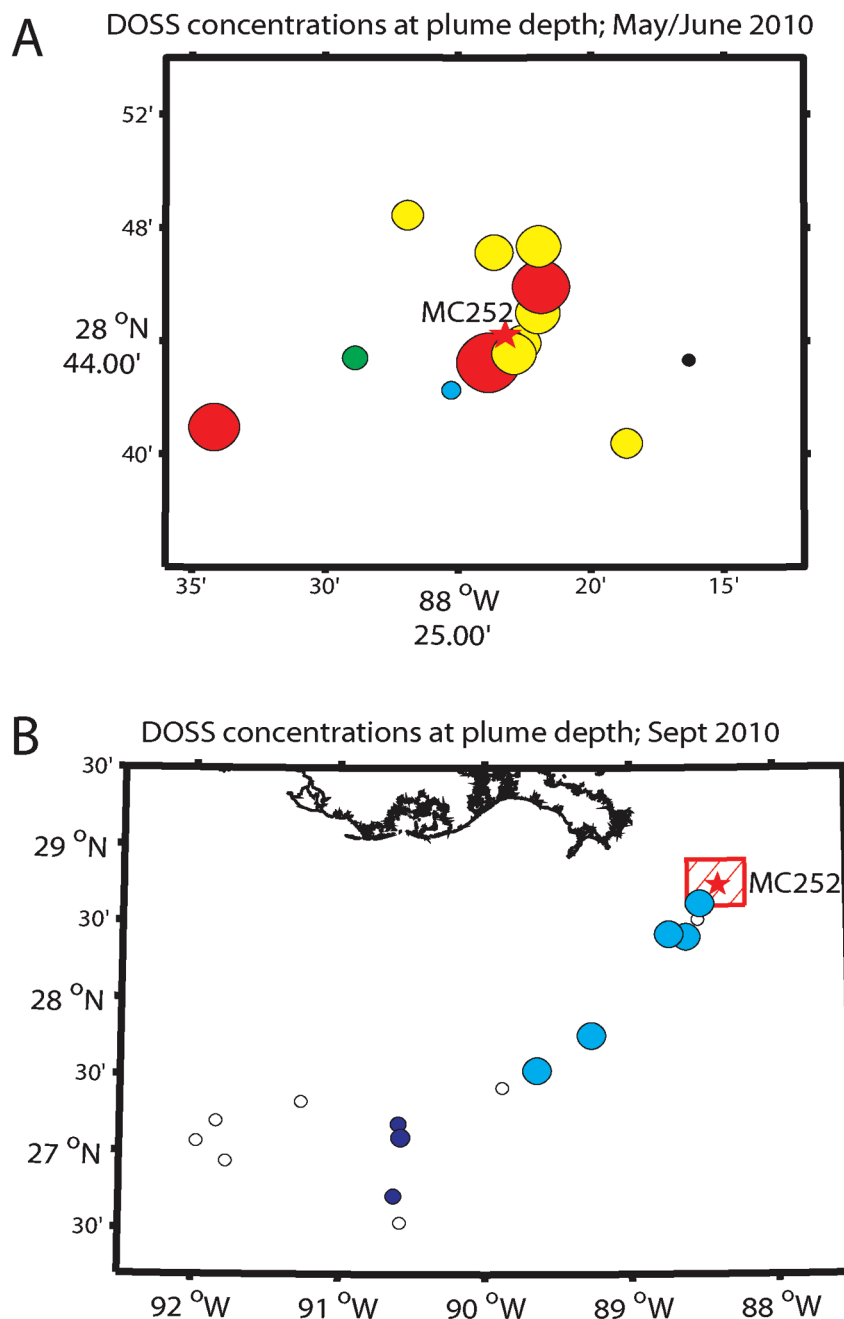 A
DOSS concentrations at plume depth; May/June 2010
52'
48'
MC252
28 °N
44.00'
40'
35'
30'
88 °W
25.00'
20'
15'
B
DOSS concentrations at plume depth; Sept 2010
30'
29 °N
MC252
30'
28 °N
30'
27 °N
30'
92 °W
91 °W
90 °W
89 °W
88 °W